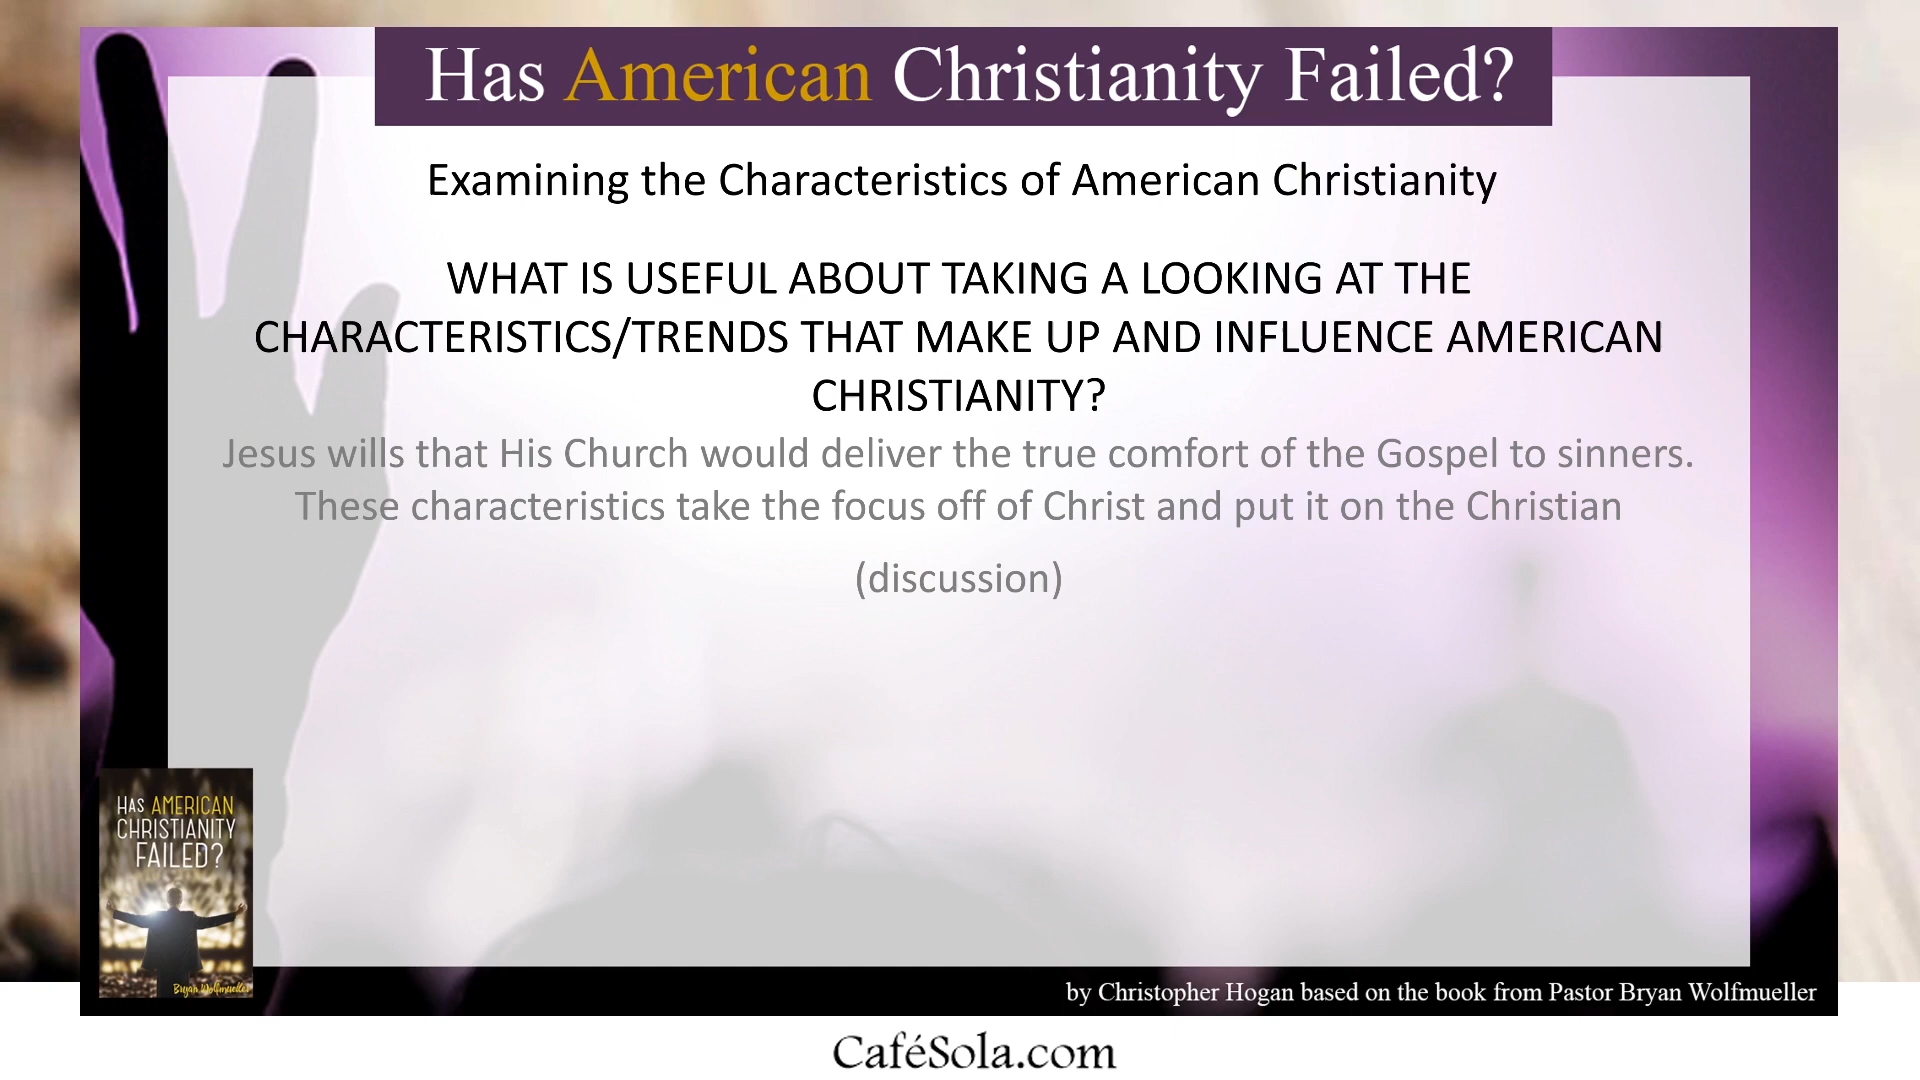 Has American Christianity Failed?
Examining the Characteristics of American Christianity
WHAT IS USEFUL ABOUT TAKING A LOOKING AT THE
CHARACTERISTICS/TRENDS THAT MAKE UP AND INFLUENCE AMERICAN
CHRISTIANITY?
Jesus wills that His Church would deliver the true comfort of the Gospel to sinners.
These characteristics take the focus off of Christ and put it on the Christian
(discussion)
HAS AMERICAN
CHRISTIANITY
FAILED?
Bryan Wolfmueller
by Christopher Hogan based on the book from Pastor Bryan Wolfmueller
CaféSola.com